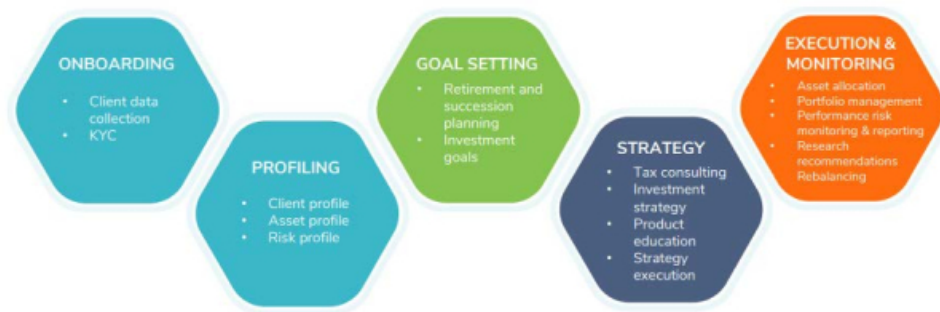 ONBOARDING
• Client data
collection
• KYC
PROFILING
• Client profile
• Asset profile
• Risk profile
GOAL SETTING
• Retirement and
succession
planning
• Investment
goals
STRATEGY
• Tax consulting
• Investment
strategy
• Product
education
• Strategy
execution
EXECUTION &
MONITORING
• Asset allocation
• Portfolio management
• Performance risk
monitoring & reporting
• Research
recommendations
Rebalancing